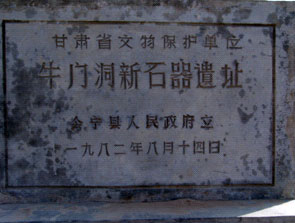 甘肃省文物保护单位
牛门洞新石器遗址
会宁县人民政府立
一九八二年八月十四日